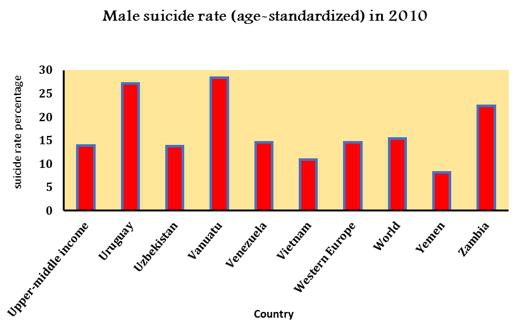 Male suicide rate (age-standardized) in 2010
suicide rate percentage
30
25
20
15
10
5
0
Upper-middle income
Uruguay
Uzbekistan
Vanuatu
Venezuela
Vietnam
Western Europe
World
Yemen
Zambia
Country